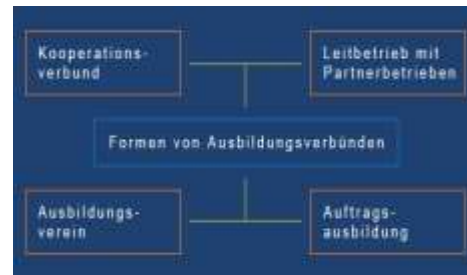 Kooperations-
verbund
Leitbetrieb mit
Partnerbetrieben
Formen von Ausbildungsverbünden
Ausbildungs-
verein
Auftrags-
ausbildung